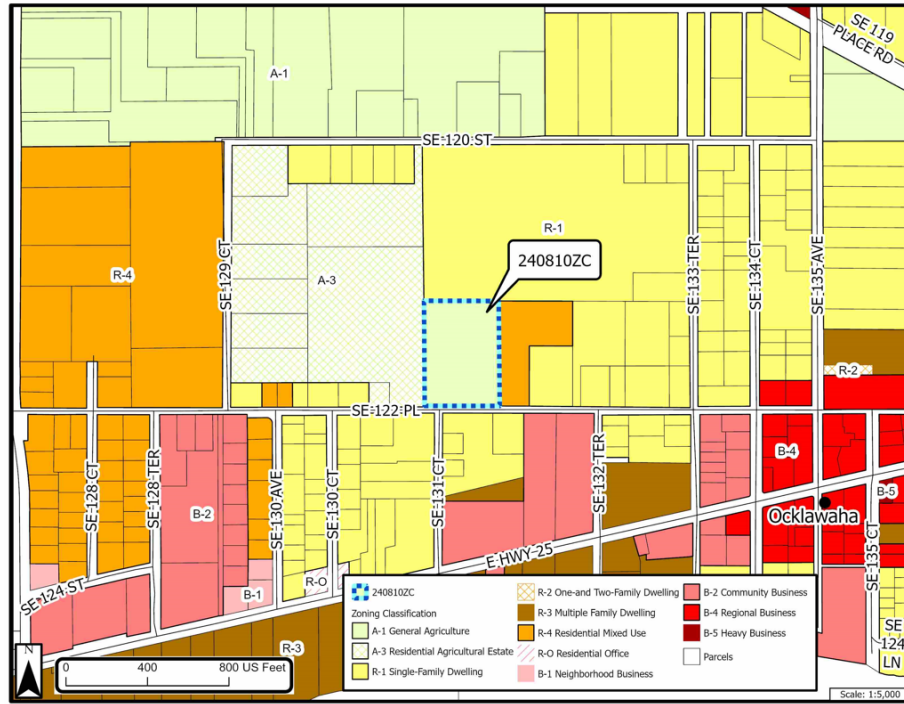 SE 119
PLACE RD
A-1
SE 120 ST
R-1
240810ZC
R-4
SE 129 CT
A-3
SE 133 TER
SE 134 CT
SE 135 AVE
R-2
SE 122 PL
SE 128 CT
SE 128 TER
B-2
SE 130 AVE
SE 130 CT
SE 131 CT
SE 132 TER
B-4
B-5
Ocklawaha
E HWY 25
SE 135 CT
SE 124 ST
B-1
R-O
R-3
SE
124
LN
N
0 400 800 US Feet
240810ZC
Zoning Classification
A-1 General Agriculture
A-3 Residential Agricultural Estate
R-1 Single-Family Dwelling
R-2 One-and Two-Family Dwelling
R-3 Multiple Family Dwelling
R-4 Residential Mixed Use
R-O Residential Office
B-1 Neighborhood Business
B-2 Community Business
B-4 Regional Business
B-5 Heavy Business
Parcels
Scale: 1:5,000